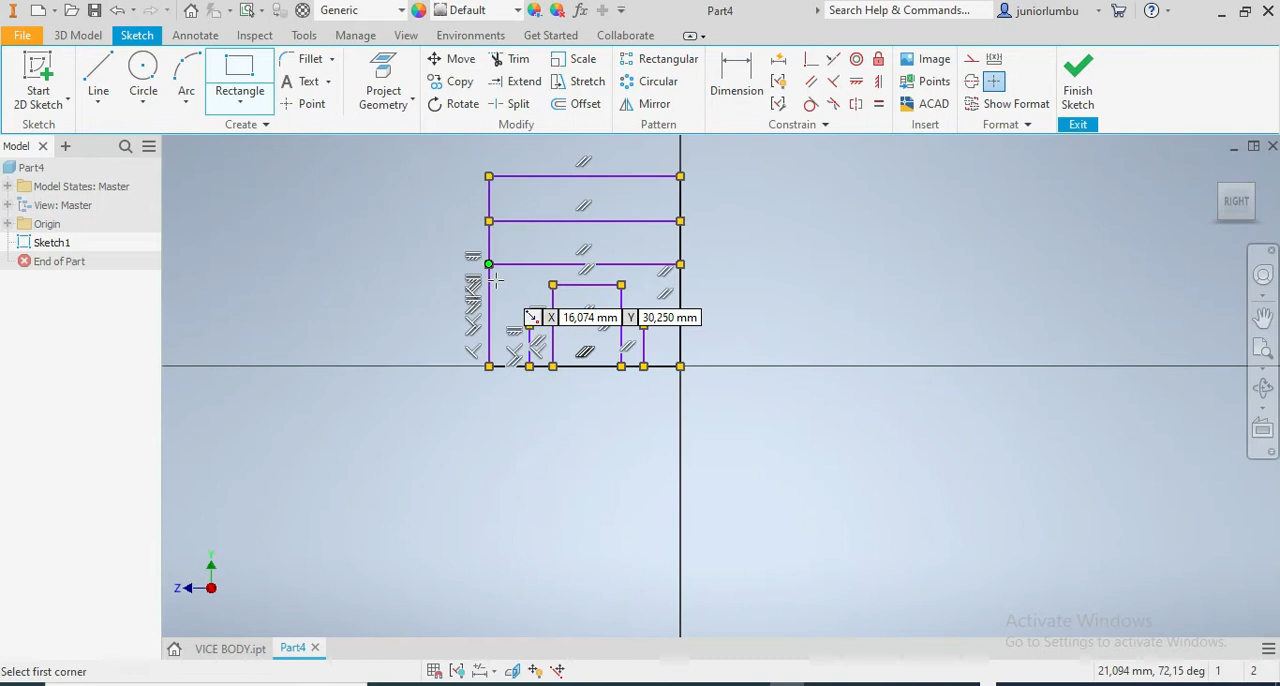 Generic
Default
fx
Part4
Search Help & Commands...
juniorlumbu
File
3D Model
Sketch
Annotate
Inspect
Tools
Manage
View
Environments
Get Started
Collaborate
Start
2D Sketch
Line
Circle
Arc
Rectangle
Fillet
Text
Point
Project
Geometry
Move
Copy
Rotate
Trim
Extend
Split
Scale
Stretch
Offset
Rectangular
Circular
Mirror
Dimension
Image
Points
ACAD
Show Format
Finish
Sketch
Sketch
Create
Modify
Pattern
Constrain
Insert
Format
Exit
Model
Part4
Model States: Master
View: Master
Origin
Sketch1
End of Part
RIGHT
X 16,074 mm Y 30,250 mm
Y
Z
Activate Windows
Go to Settings to activate Windows.
VICE BODY.ipt
Part4
Select first corner
21,094 mm, 72,15 deg 1 2